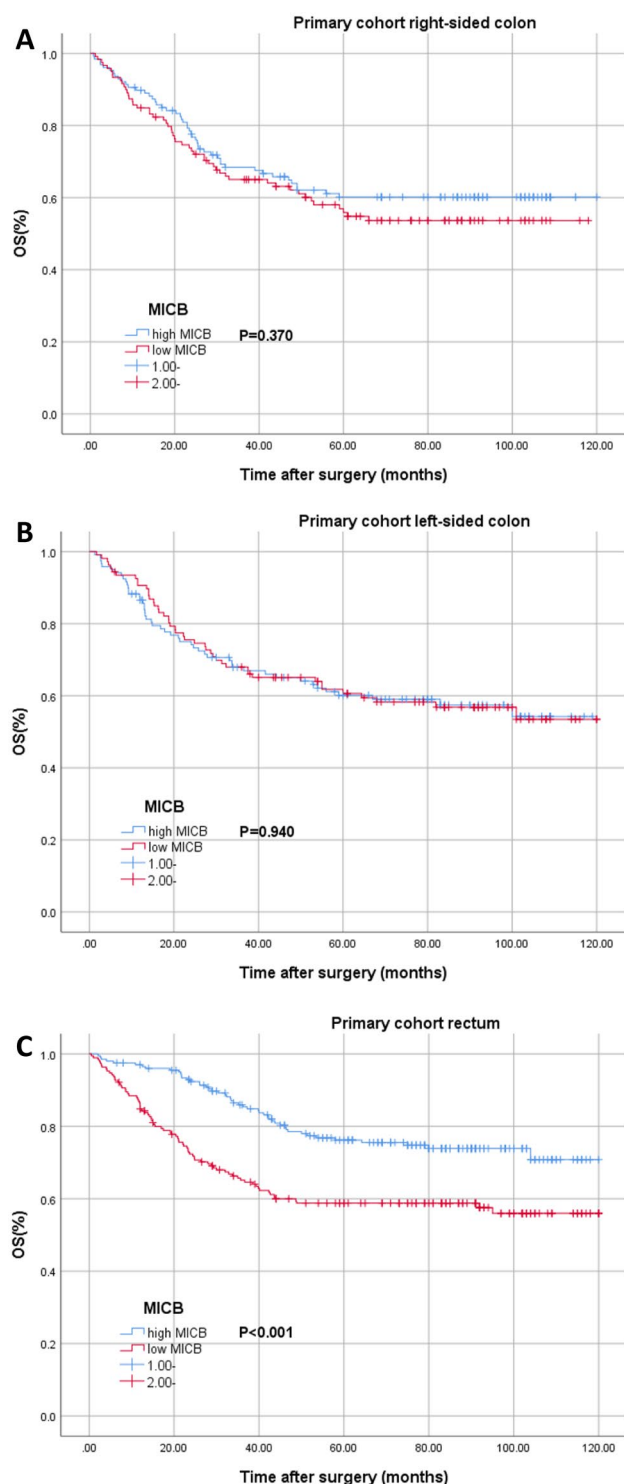 A
Primary cohort right-sided colon
1.0
0.8
0.6
0.4
0.2
0.0
OS(%)
MICB
high MICB P=0.370
low MICB
1.00-
2.00-
.00 20.00 40.00 60.00 80.00 100.00 120.00
Time after surgery (months)
B
Primary cohort left-sided colon
1.0
0.8
0.6
0.4
0.2
0.0
OS(%)
MICB
high MICB P=0.940
low MICB
1.00-
2.00-
.00 20.00 40.00 60.00 80.00 100.00 120.00
Time after surgery (months)
C
Primary cohort rectum
1.0
0.8
0.6
0.4
0.2
0.0
OS(%)
MICB
high MICB P<0.001
low MICB
1.00-
2.00-
.00 20.00 40.00 60.00 80.00 100.00 120.00
Time after surgery (months)